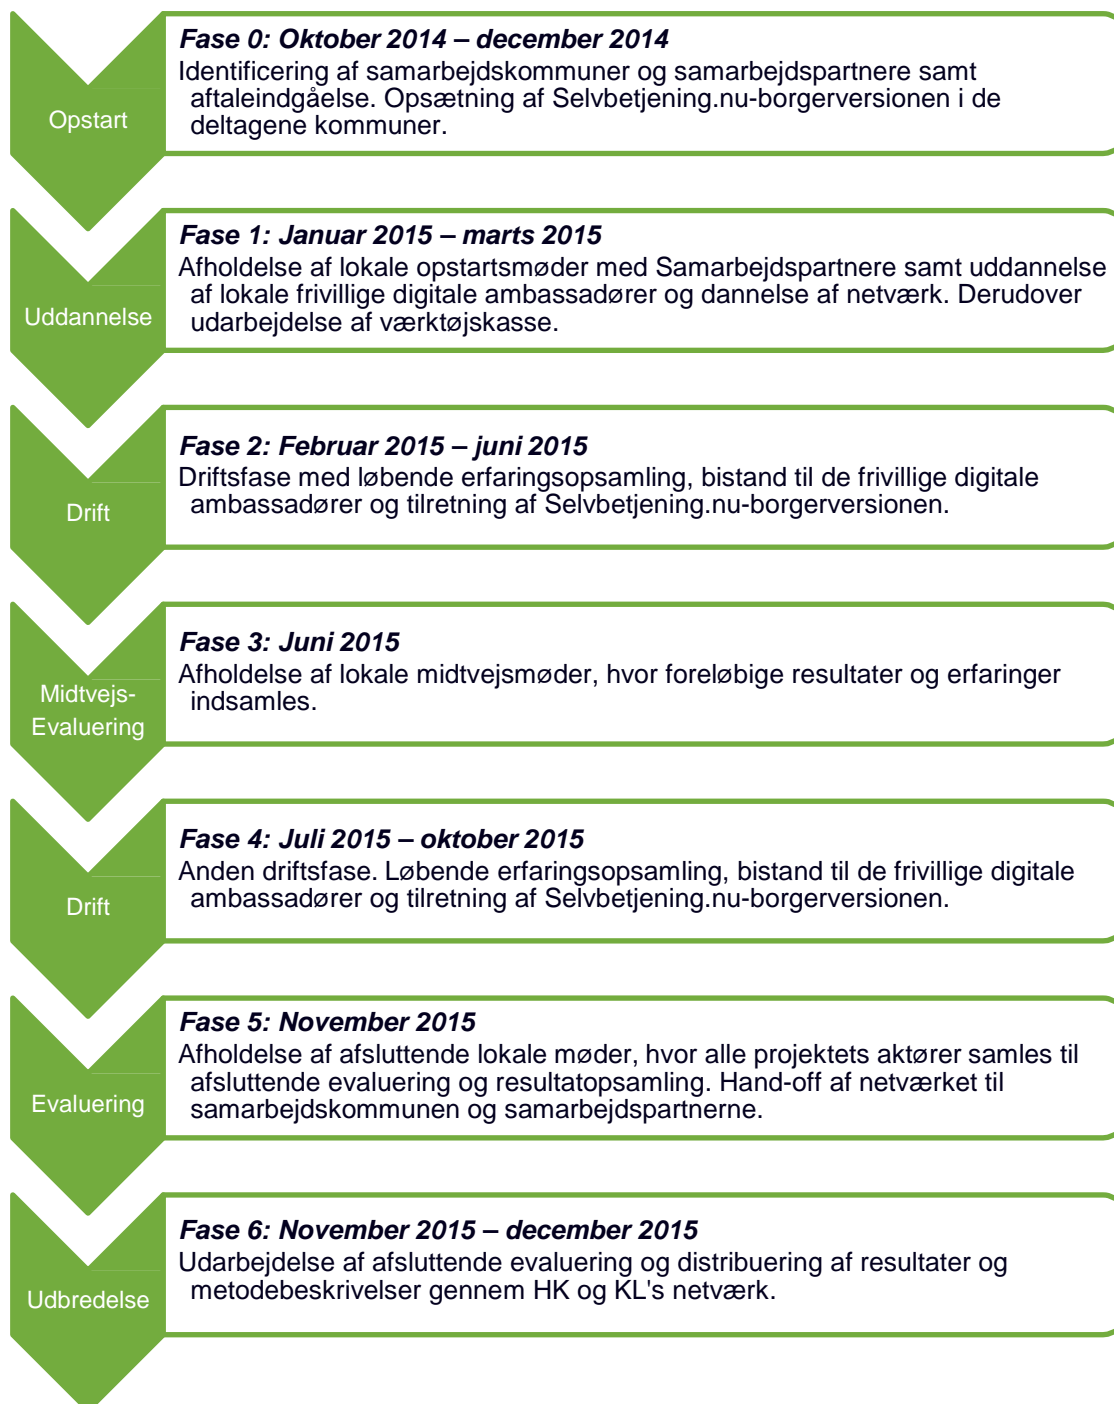 Opstart
Fase 0: Oktober 2014 – december 2014
Identificering af samarbejdskommuner og samarbejdspartnere samt
aftaleindgåelse. Opsætning af Selvbetjening.nu-borgerversionen i de
deltagene kommuner.
Uddannelse
Fase 1: Januar 2015 – marts 2015
Afholdelse af lokale opstartsmøder med Samarbejdspartnere samt uddannelse
af lokale frivillige digitale ambassadører og dannelse af netværk. Derudover
udarbejdelse af værktøjskasse.
Drift
Fase 2: Februar 2015 – juni 2015
Driftsfase med løbende erfaringsopsamling, bistand til de frivillige digitale
ambassadører og tilretning af Selvbetjening.nu-borgerversionen.
Midtvejs-
Evaluering
Fase 3: Juni 2015
Afholdelse af lokale midtvejsmøder, hvor foreløbige resultater og erfaringer
indsamles.
Drift
Fase 4: Juli 2015 – oktober 2015
Anden driftsfase. Løbende erfaringsopsamling, bistand til de frivillige digitale
ambassadører og tilretning af Selvbetjening.nu-borgerversionen.
Evaluering
Fase 5: November 2015
Afholdelse af afsluttende lokale møder, hvor alle projektets aktører samles til
afsluttende evaluering og resultatopsamling. Hand-off af netværket til
samarbejdskommunen og samarbejdspartnerne.
Udbredelse
Fase 6: November 2015 – december 2015
Udarbejdelse af afsluttende evaluering og distribuering af resultater og
metodebeskrivelser gennem HK og KL's netværk.